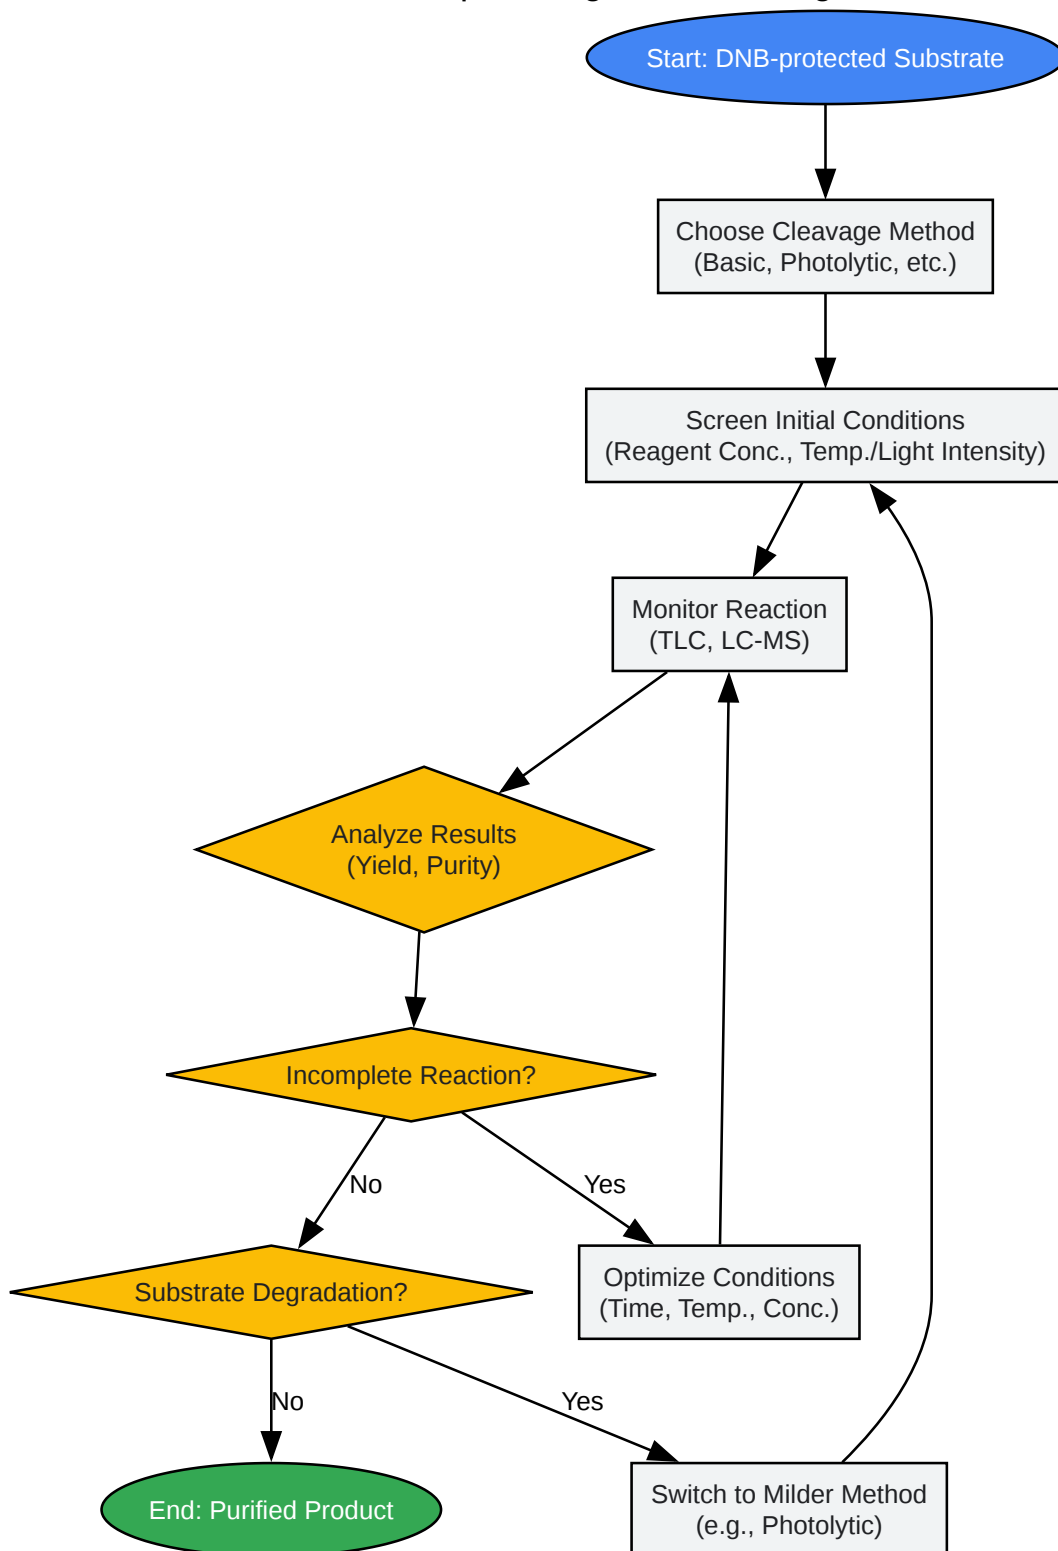 Start: DNB-protected Substrate
Choose Cleavage Method
(Basic, Photolytic, etc.)
Screen Initial Conditions
(Reagent Conc., Temp./Light Intensity)
Monitor Reaction
(TLC, LC-MS)
Analyze Results
(Yield, Purity)
Incomplete Reaction?
No
Yes
Substrate Degradation?
Optimize Conditions
(Time, Temp., Conc.)
No
Yes
End: Purified Product
Switch to Milder Method
(e.g., Photolytic)